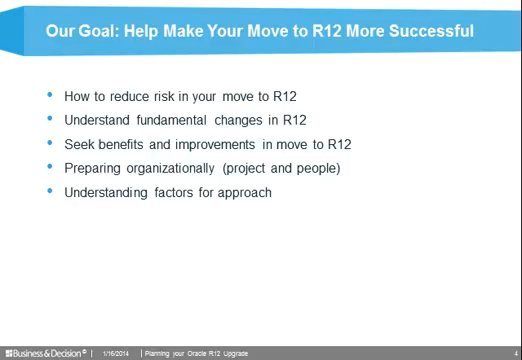 Our Goal: Help Make Your Move to R12 More Successful
• How to reduce risk in your move to R12
• Understand fundamental changes in R12
• Seek benefits and improvements in move to R12
• Preparing organizationally (project and people)
• Understanding factors for approach
Business & Decision © | 1/16/2014 | Planning your Oracle R12 Upgrade 4